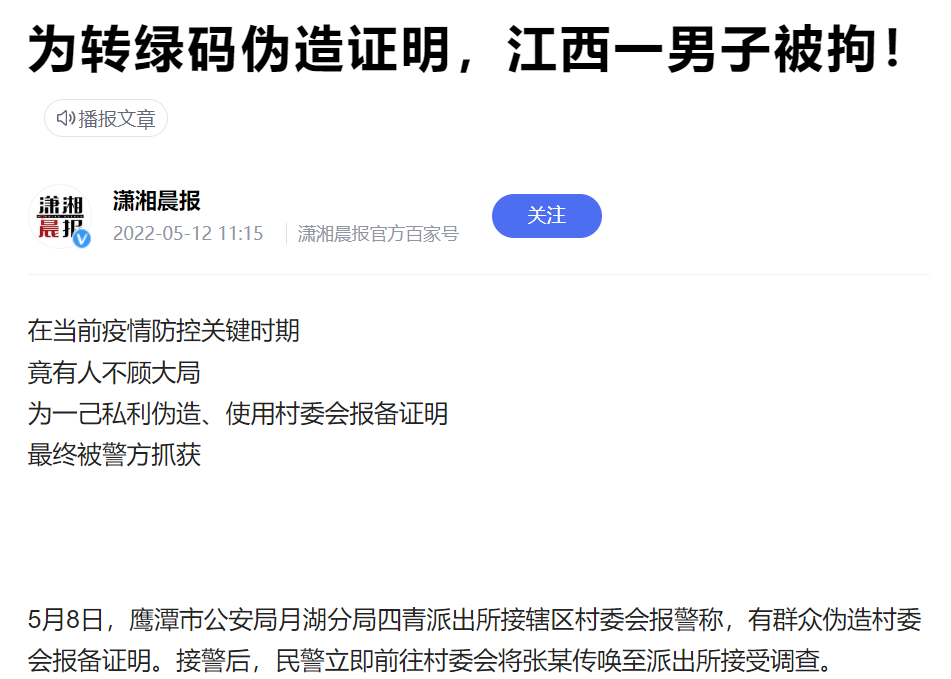 为转绿码伪造证明，江西一男子被拘！
播报文章
潇湘
晨报
潇湘晨报
2022-05-12 11:15 潇湘晨报官方百家号
关注
在当前疫情防控关键时期
竟有人不顾大局
为一己私利伪造、使用村委会报备证明
最终被警方抓获
5月8日，鹰潭市公安局月湖分局四青派出所接辖区村委会报警称，有群众伪造村委
会报备证明。接警后，民警立即前往村委会将张某传唤至派出所接受调查。